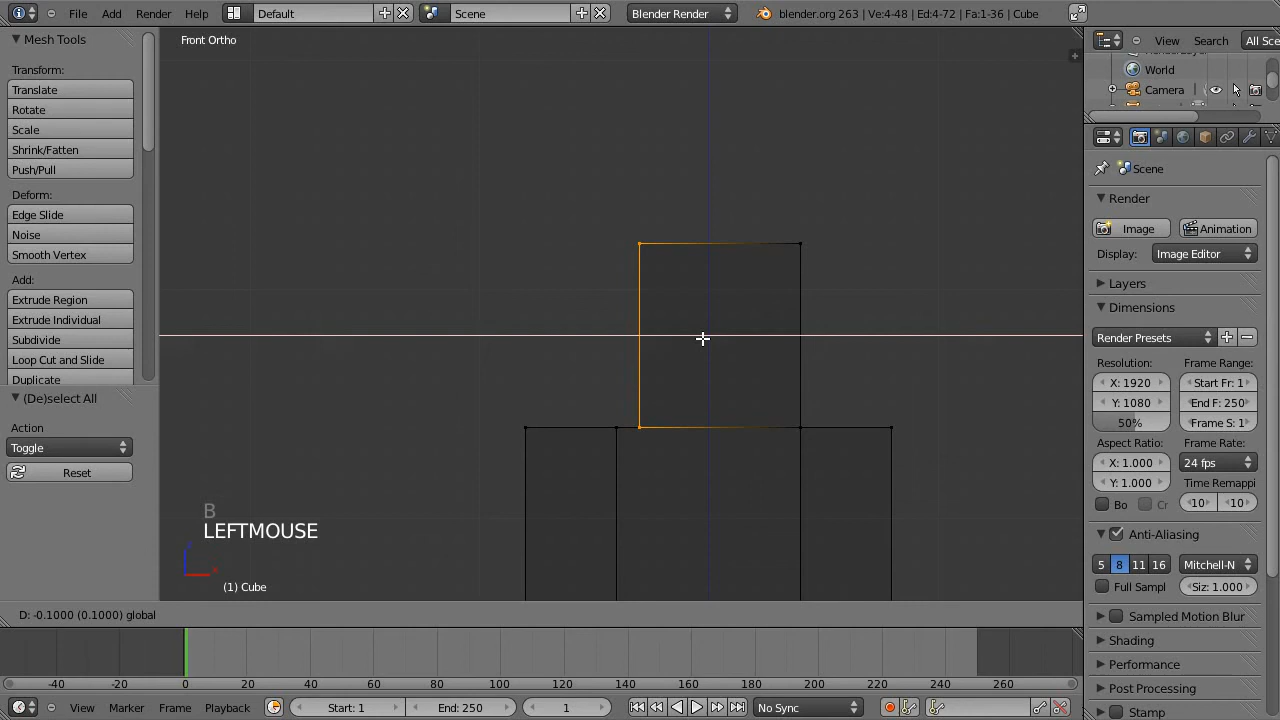 File Add Render Help Default Scene Blender Render blender.org 263 | Ve:4-48 | Ed:4-72 | Fa:1-36 | Cube
Mesh Tools
Transform:
Translate
Rotate
Scale
Shrink/Fatten
Push/Pull
Deform:
Edge Slide
Noise
Smooth Vertex
Add:
Extrude Region
Extrude Individual
Subdivide
Loop Cut and Slide
Duplicate
(De)select All
Action
Toggle
Reset
Front Ortho
B
LEFTMOUSE
(1) Cube
D: -0.1000 (0.1000) global
View Search All Sce
World
Camera
Scene
Render
Image Animation
Display: Image Editor
Layers
Dimensions
Render Presets
Resolution: Frame Range:
X: 1920 Start Fr: 1
Y: 1080 End F: 250
50% Frame S: 1
Aspect Ratio: Frame Rate:
X: 1.000 24 fps
Y: 1.000 Time Remappi
Bo Cr 10 10
Anti-Aliasing
5 8 11 16 Mitchell-N
Full Sampl Siz: 1.000
Sampled Motion Blur
Shading
Performance
Post Processing
Stamp
-40 -20 0 20 40 60 80 100 120 140 160 180 200 220 240 260
View Marker Frame Playback Start: 1 End: 250 1 No Sync